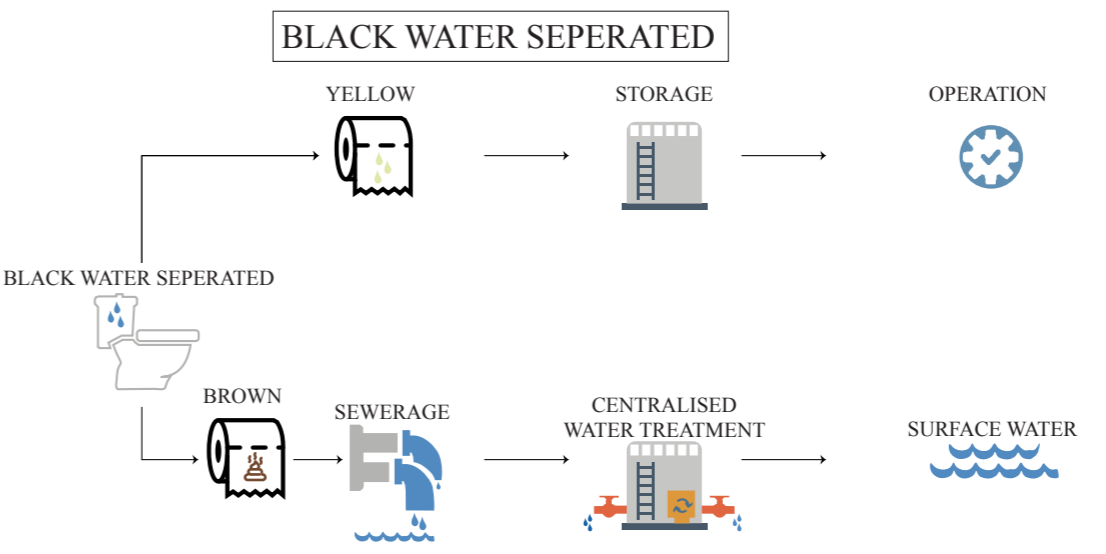 BLACK WATER SEPERATED
YELLOW
STORAGE
OPERATION
BLACK WATER SEPERATED
BROWN
SEWERAGE
CENTRALISED
WATER TREATMENT
SURFACE WATER